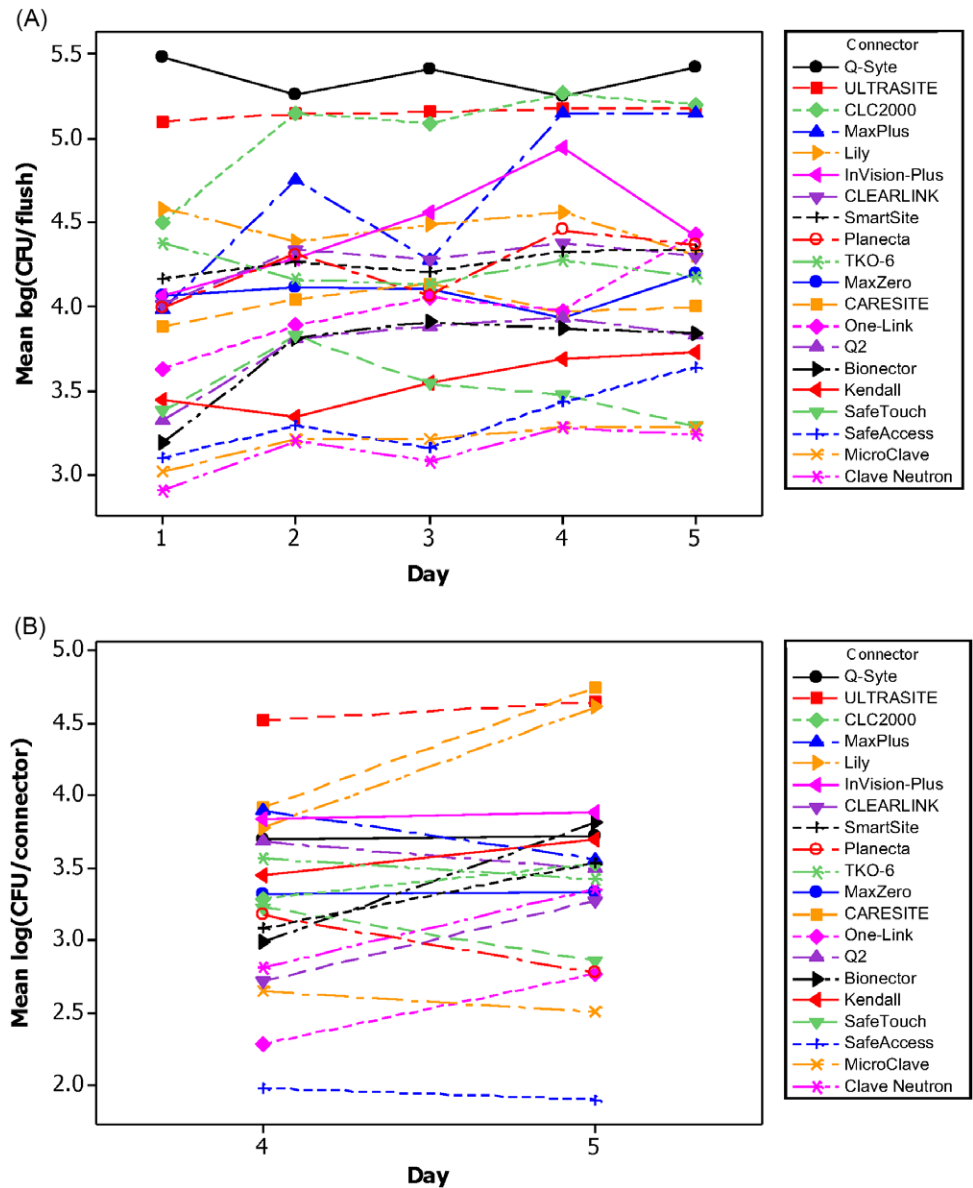 (A)
Mean log(CFU/flush)
5.5
5.0
4.5
4.0
3.5
3.0
1 2 3 4 5
Day
Connector
Q-Syte
ULTRASITE
CLC2000
MaxPlus
Lily
InVision-Plus
CLEARLINK
SmartSite
Planecta
TKO-6
MaxZero
CARESITE
One-Link
Q2
Bionector
Kendall
SafeTouch
SafeAccess
MicroClave
Clave Neutron
(B)
Mean log(CFU/connector)
5.0
4.5
4.0
3.5
3.0
2.5
2.0
4 5
Day
Connector
Q-Syte
ULTRASITE
CLC2000
MaxPlus
Lily
InVision-Plus
CLEARLINK
SmartSite
Planecta
TKO-6
MaxZero
CARESITE
One-Link
Q2
Bionector
Kendall
SafeTouch
SafeAccess
MicroClave
Clave Neutron